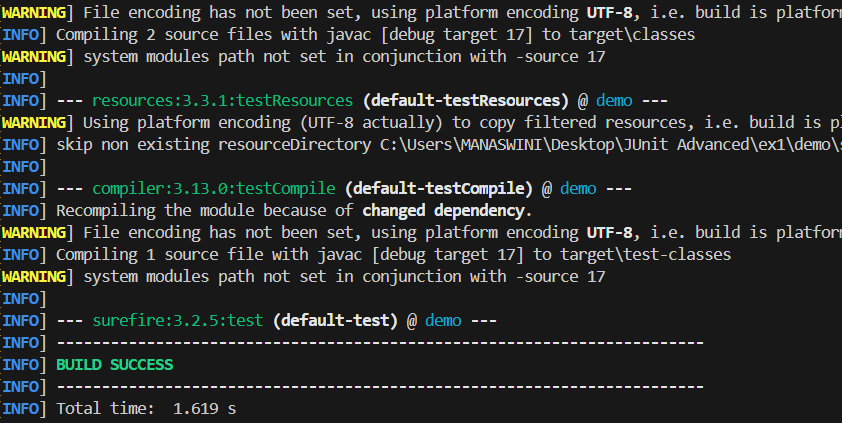 [WARNING] File encoding has not been set, using platform encoding UTF-8, i.e. build is platfor
[INFO] Compiling 2 source files with javac [debug target 17] to target\classes
[WARNING] system modules path not set in conjunction with -source 17
[INFO]
[INFO] --- resources:3.3.1:testResources (default-testResources) @ demo ---
[WARNING] Using platform encoding (UTF-8 actually) to copy filtered resources, i.e. build is pl
[INFO] skip non existing resourceDirectory C:\Users\MANASWINI\Desktop\JUnit Advanced\ex1\demo\s
[INFO]
[INFO] --- compiler:3.13.0:testCompile (default-testCompile) @ demo ---
[INFO] Recompiling the module because of changed dependency.
[WARNING] File encoding has not been set, using platform encoding UTF-8, i.e. build is platfor
[INFO] Compiling 1 source file with javac [debug target 17] to target\test-classes
[WARNING] system modules path not set in conjunction with -source 17
[INFO]
[INFO] --- surefire:3.2.5:test (default-test) @ demo ---
[INFO] ------------------------------------------------------------------------
[INFO] BUILD SUCCESS
[INFO] ------------------------------------------------------------------------
[INFO] Total time:  1.619 s